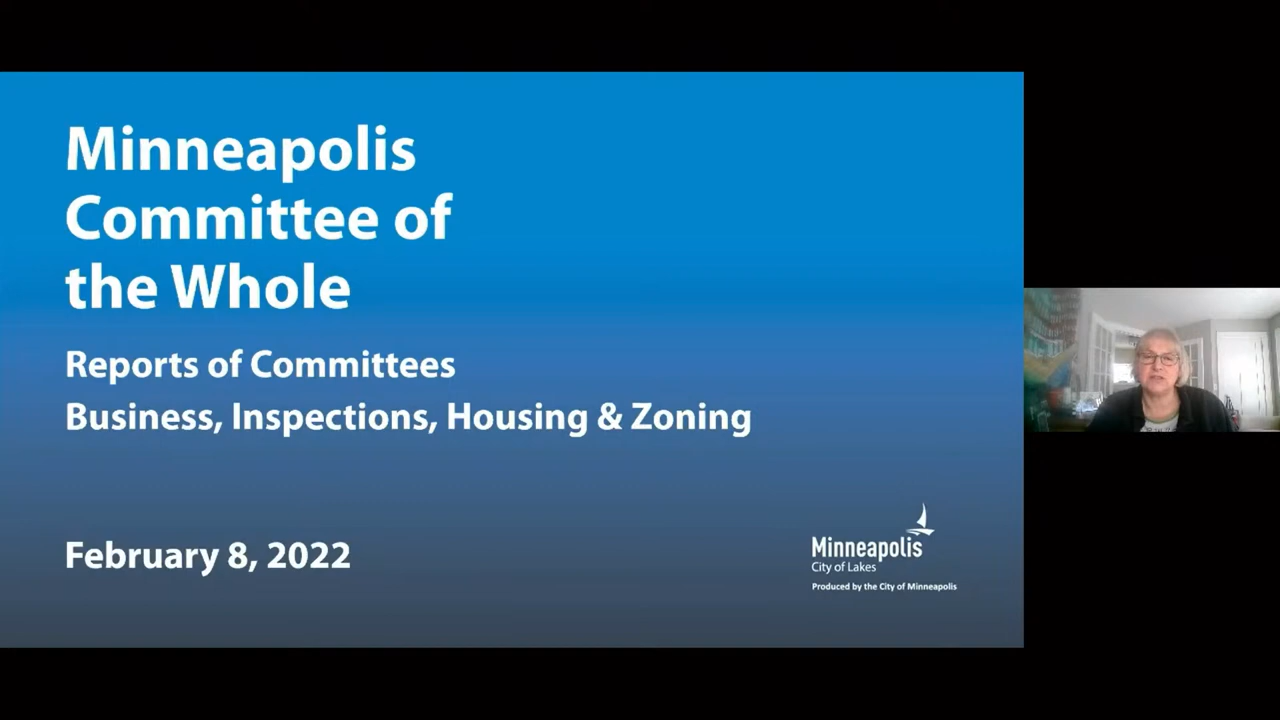 Minneapolis
Committee of
the Whole
Reports of Committees
Business, Inspections, Housing & Zoning
February 8, 2022
Minneapolis
City of Lakes
Produced by the City of Minneapolis